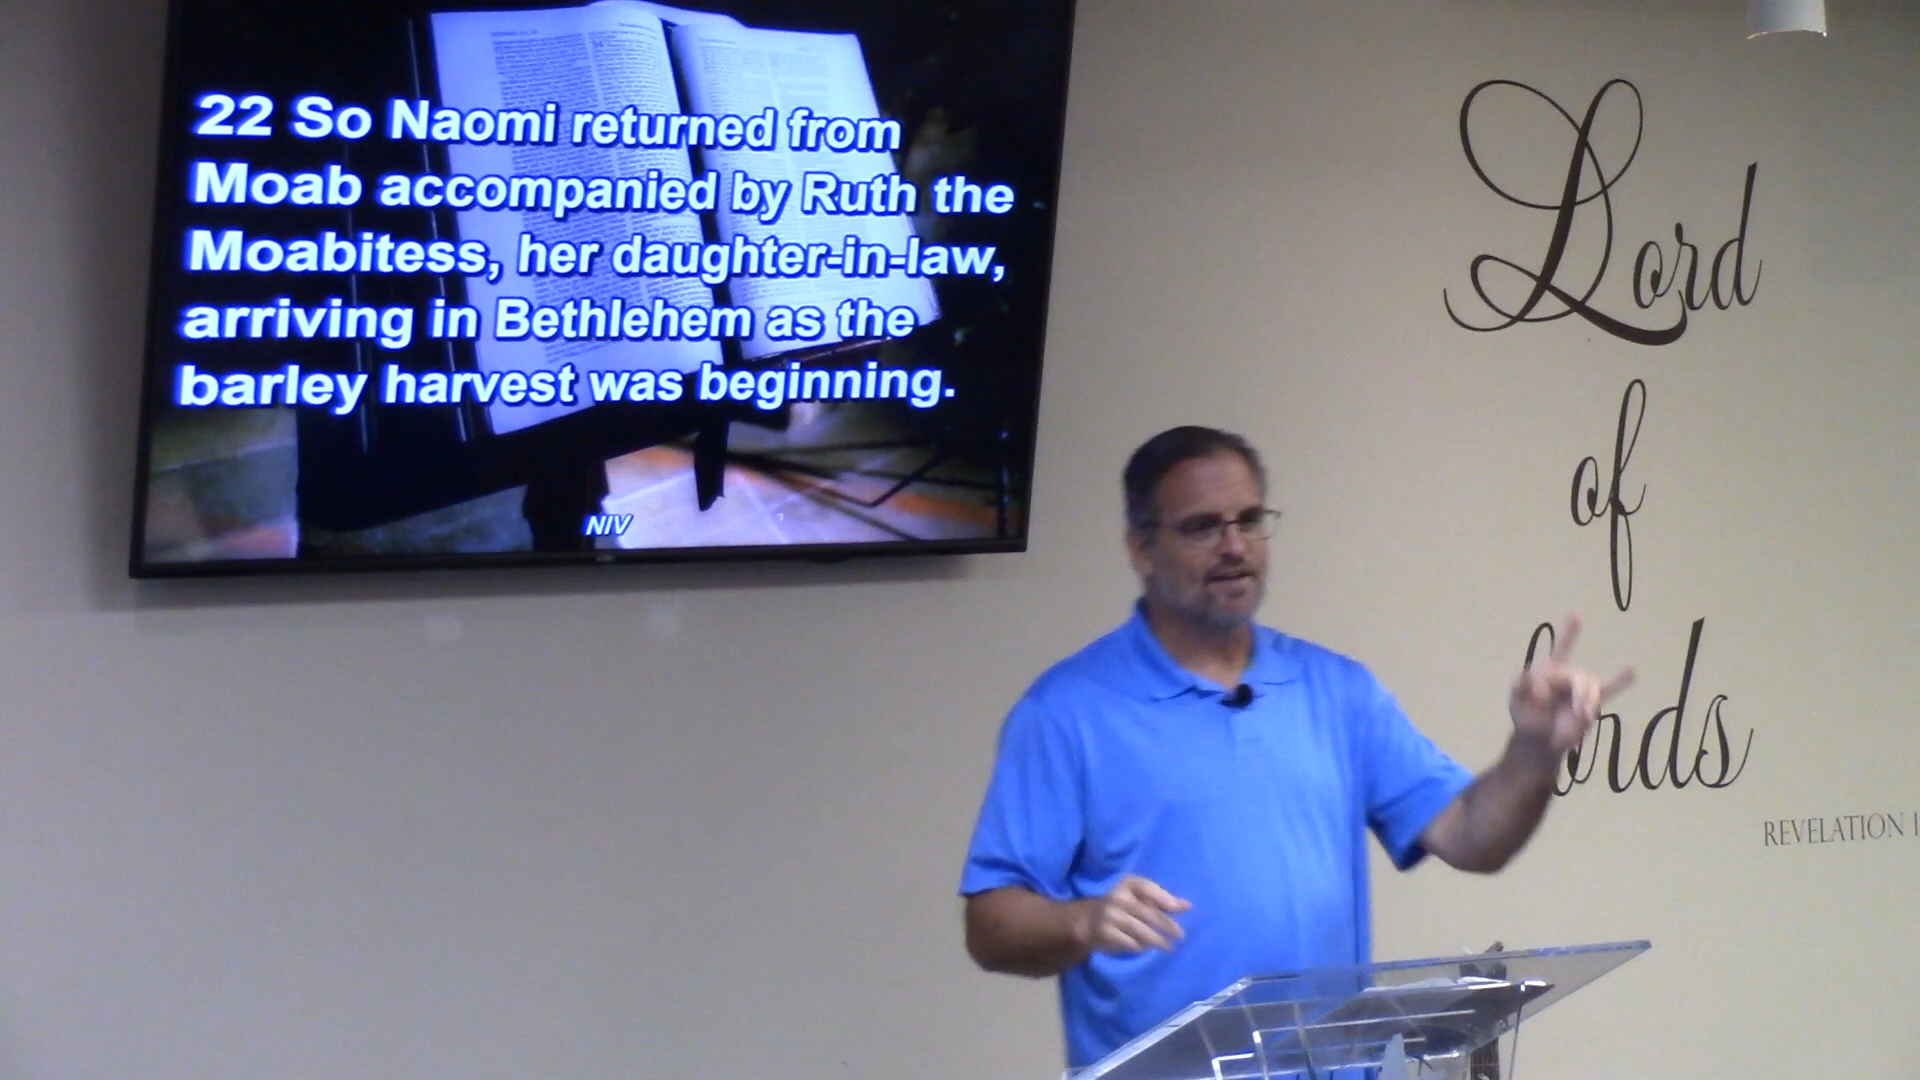 22 So Naomi returned from
Moab accompanied by Ruth the
Moabitess, her daughter-in-law,
arriving in Bethlehem as the
barley harvest was beginning.
NIV
Lord
of
Lords
REVELATION